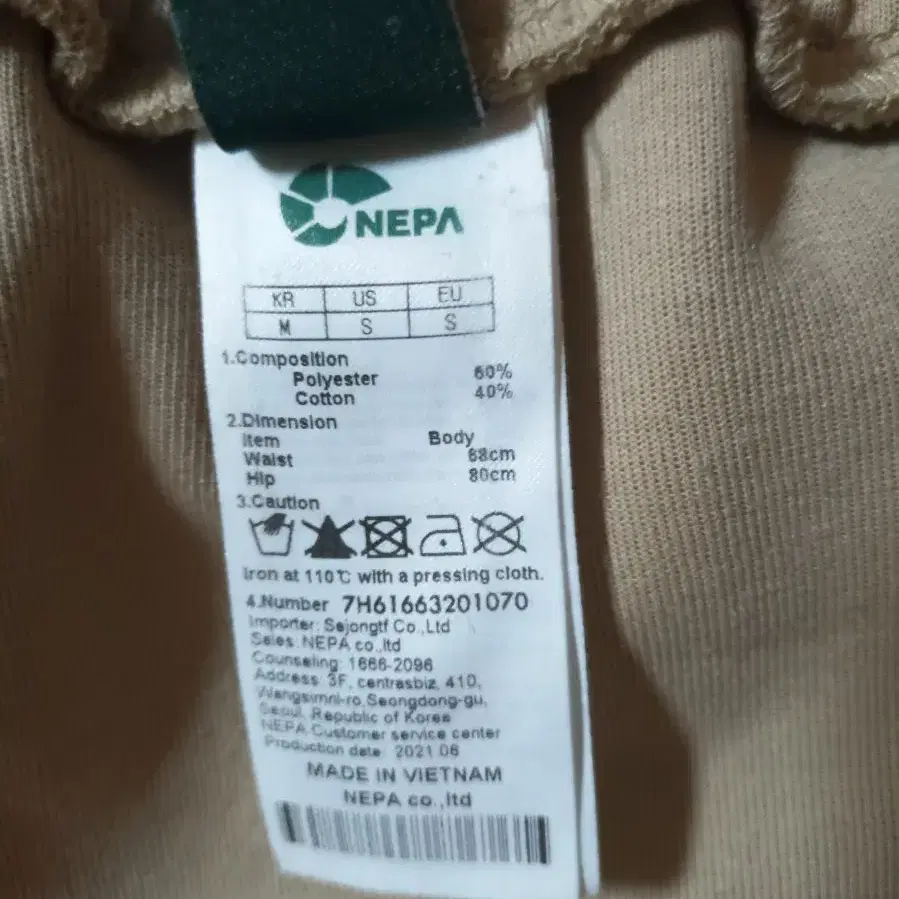 NEPA
KR US EU
M S S
1.Composition
Polyester 60%
Cotton 40%
2.Dimension
Item Body
Waist 68cm
Hip 80cm
3.Caution
Iron at 110℃ with a pressing cloth.
4.Number 7H61663201070
Importer: Sejongtf Co.,Ltd
Sales: NEPA co.,ltd
Counseling: 1666-2096
Address: 3F, centrasbiz, 410,
Wangsimni-ro, Seongdong-gu,
Seoul, Republic of Korea
NEPA Customer service center
Production date: 2021.06
MADE IN VIETNAM
NEPA co.,ltd